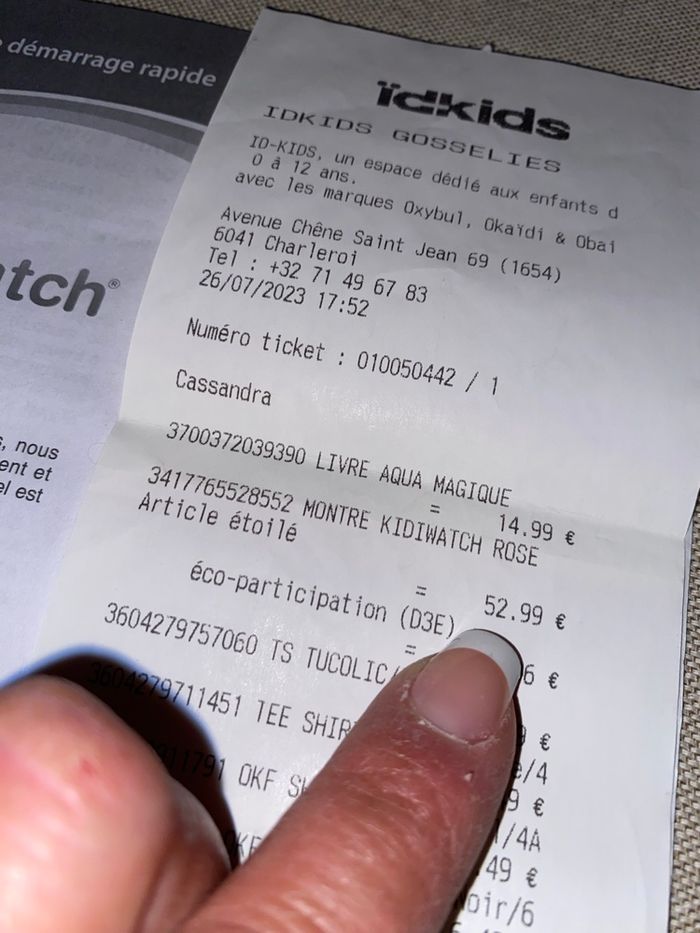 démarrage rapide
tch®
nous
ent et
el est
ïdkids
IDKIDS GOSSELIES
ID-KIDS, un espace dédié aux enfants d
0 à 12 ans.
avec les marques Oxybul, Okaïdi & Obai
Avenue Chêne Saint Jean 69 (1654)
6041 Charleroi
Tel : +32 71 49 67 83
26/07/2023 17:52
Numéro ticket : 010050442 / 1
Cassandra
3700372039390 LIVRE AQUA MAGIQUE
= 14.99 €
3417765528552 MONTRE KIDIWATCH ROSE
Article étoilé
= 52.99 €
éco-participation (D3E)
= 6 €
3604279757060 TS TUCOLIC/
€
3604279711451 TEE SHIR
/4
9 €
11791 OKF S
/4A
49 €
OKF
oir/6